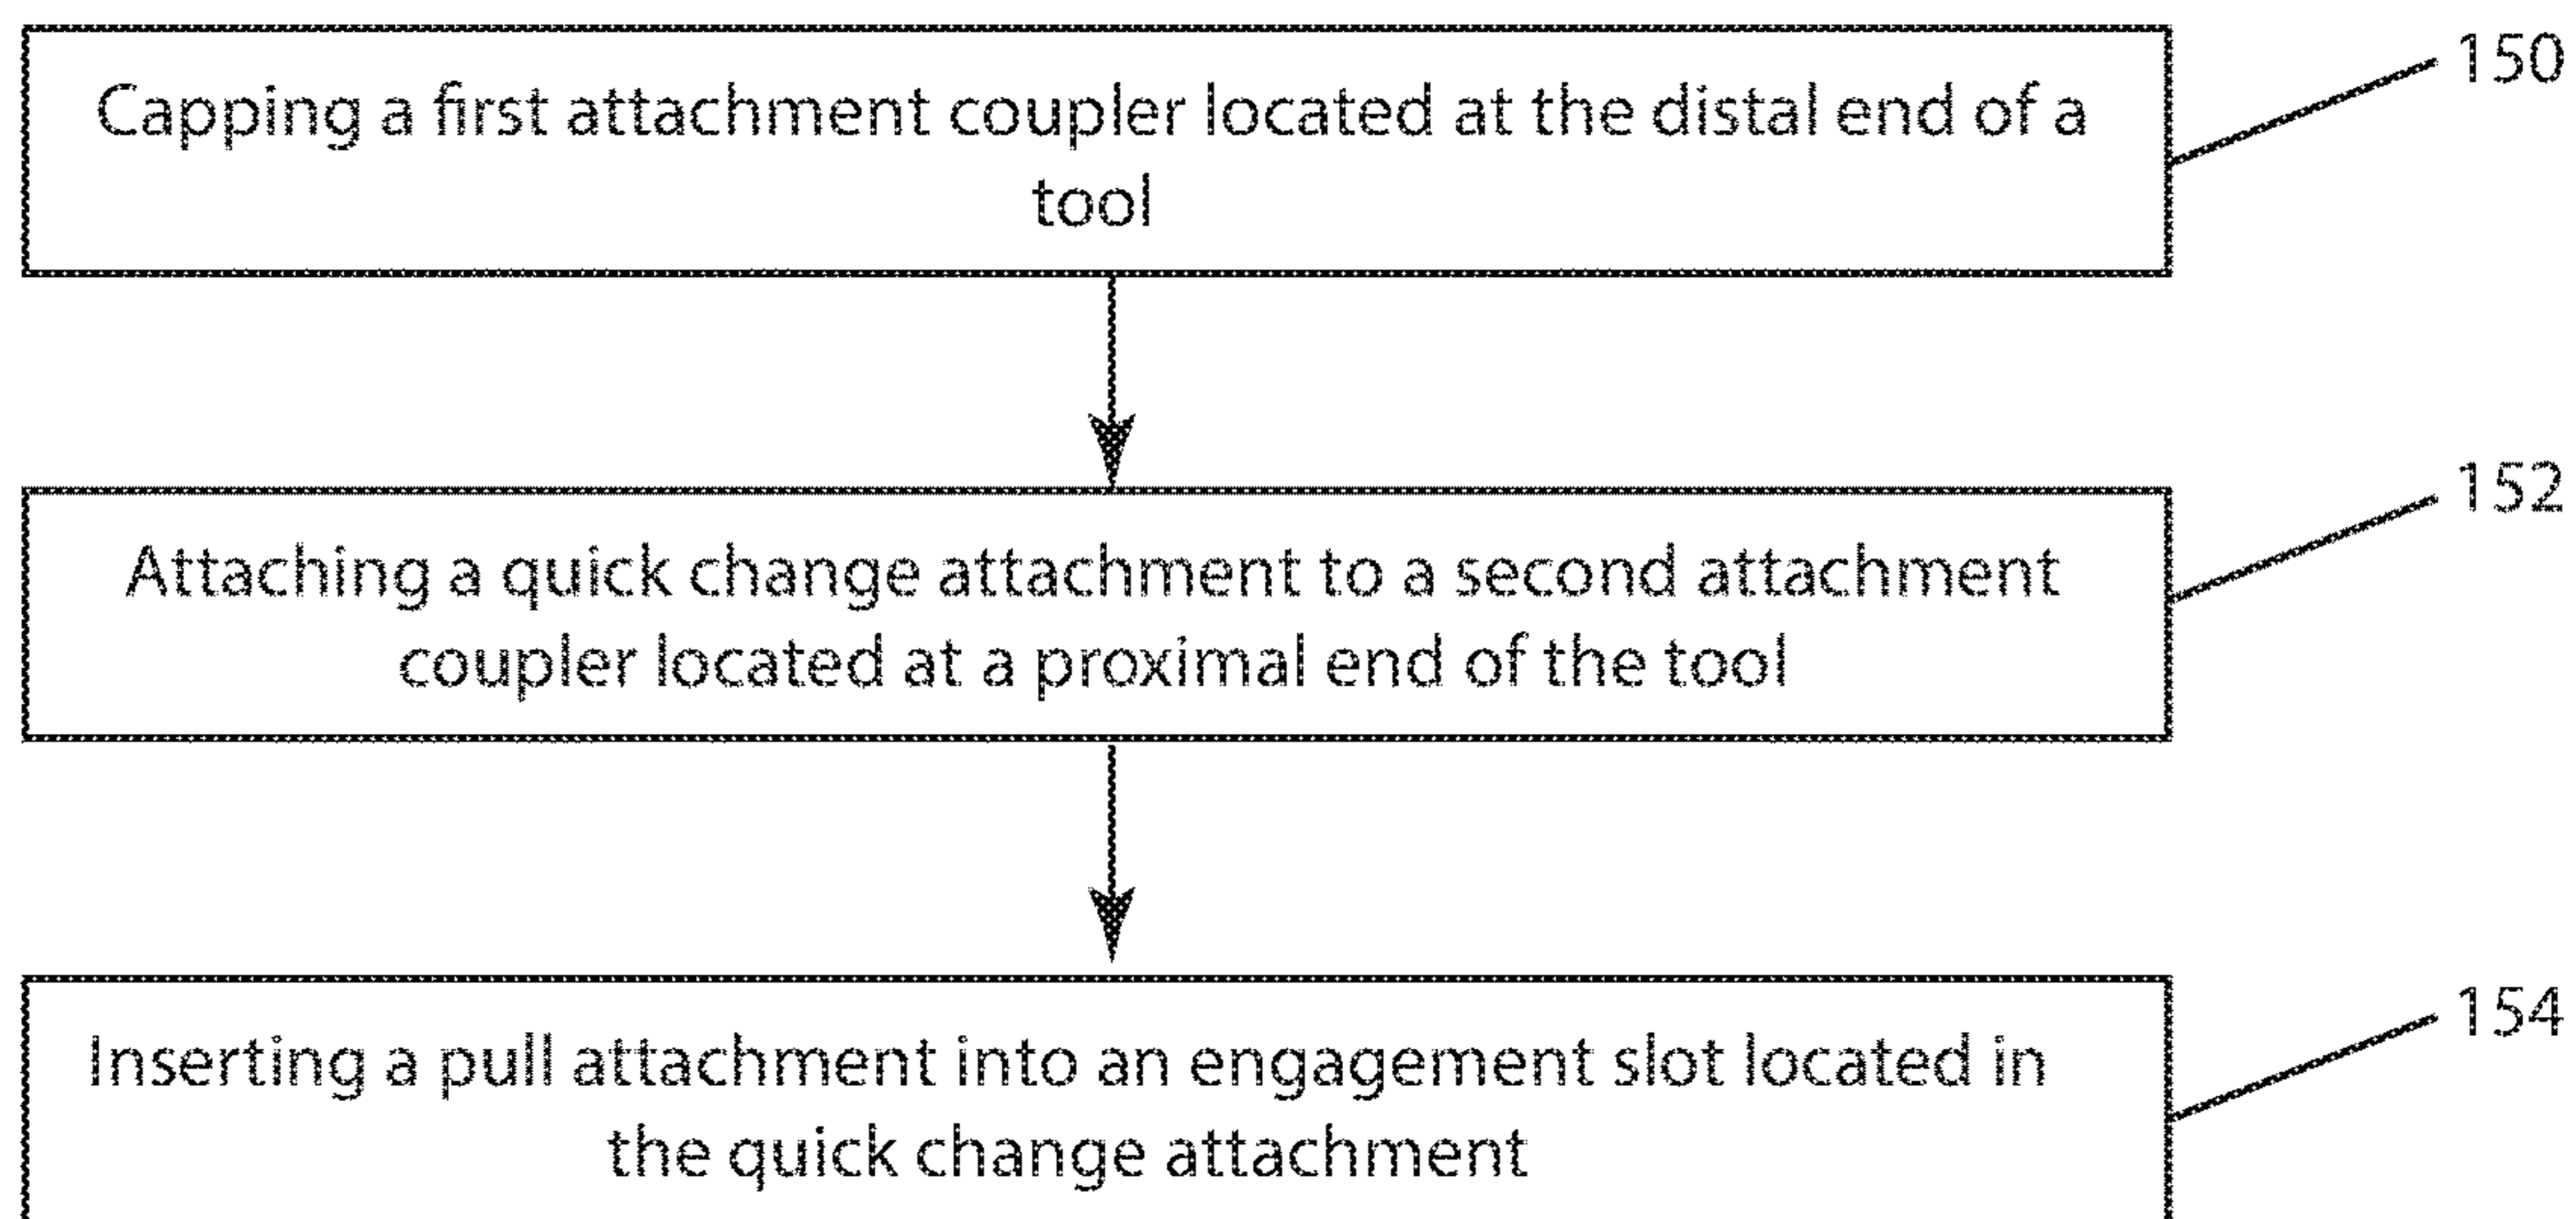 Capping a first attachment coupler located at the distal end of a
tool
150
Attaching a quick change attachment to a second attachment
coupler located at a proximal end of the tool
152
Inserting a pull attachment into an engagement slot located in
the quick change attachment
154